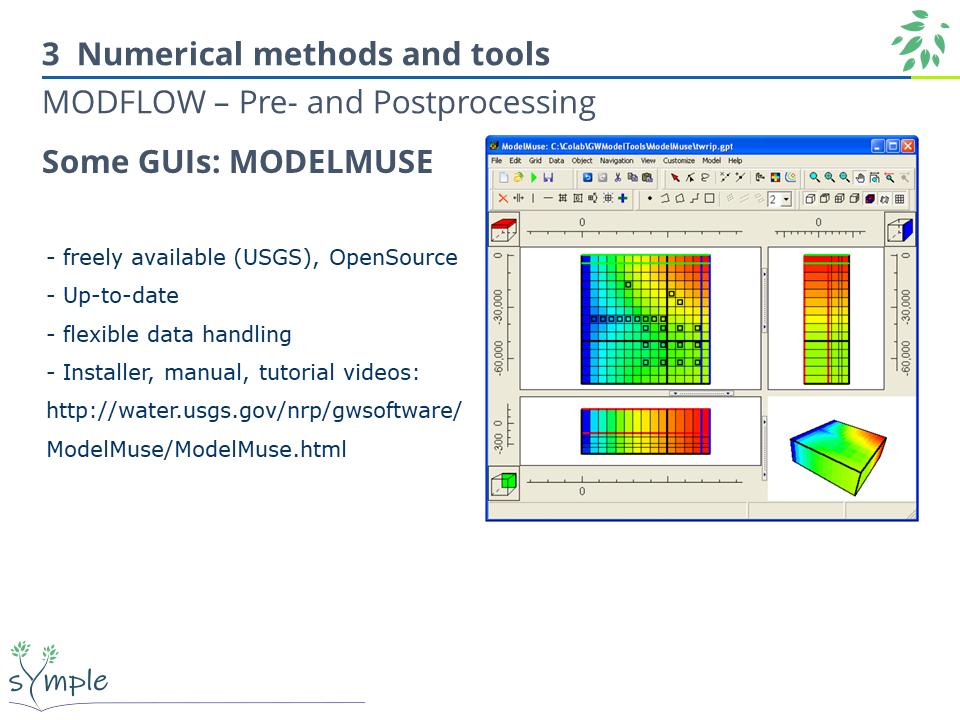 3 Numerical methods and tools
MODFLOW – Pre- and Postprocessing
Some GUIs: MODELMUSE
- freely available (USGS), OpenSource
- Up-to-date
- flexible data handling
- Installer, manual, tutorial videos:
http://water.usgs.gov/nrp/gwsoftware/
ModelMuse/ModelMuse.html
ModelMuse: C:\Colab\GWModelTools\ModelMuse\twrip.gpt
File Edit Grid Data Object Navigation View Customize Model Help
2
0
0
0
-30,000
-60,000
0
-30,000
-60,000
0
-300
0
sYmple